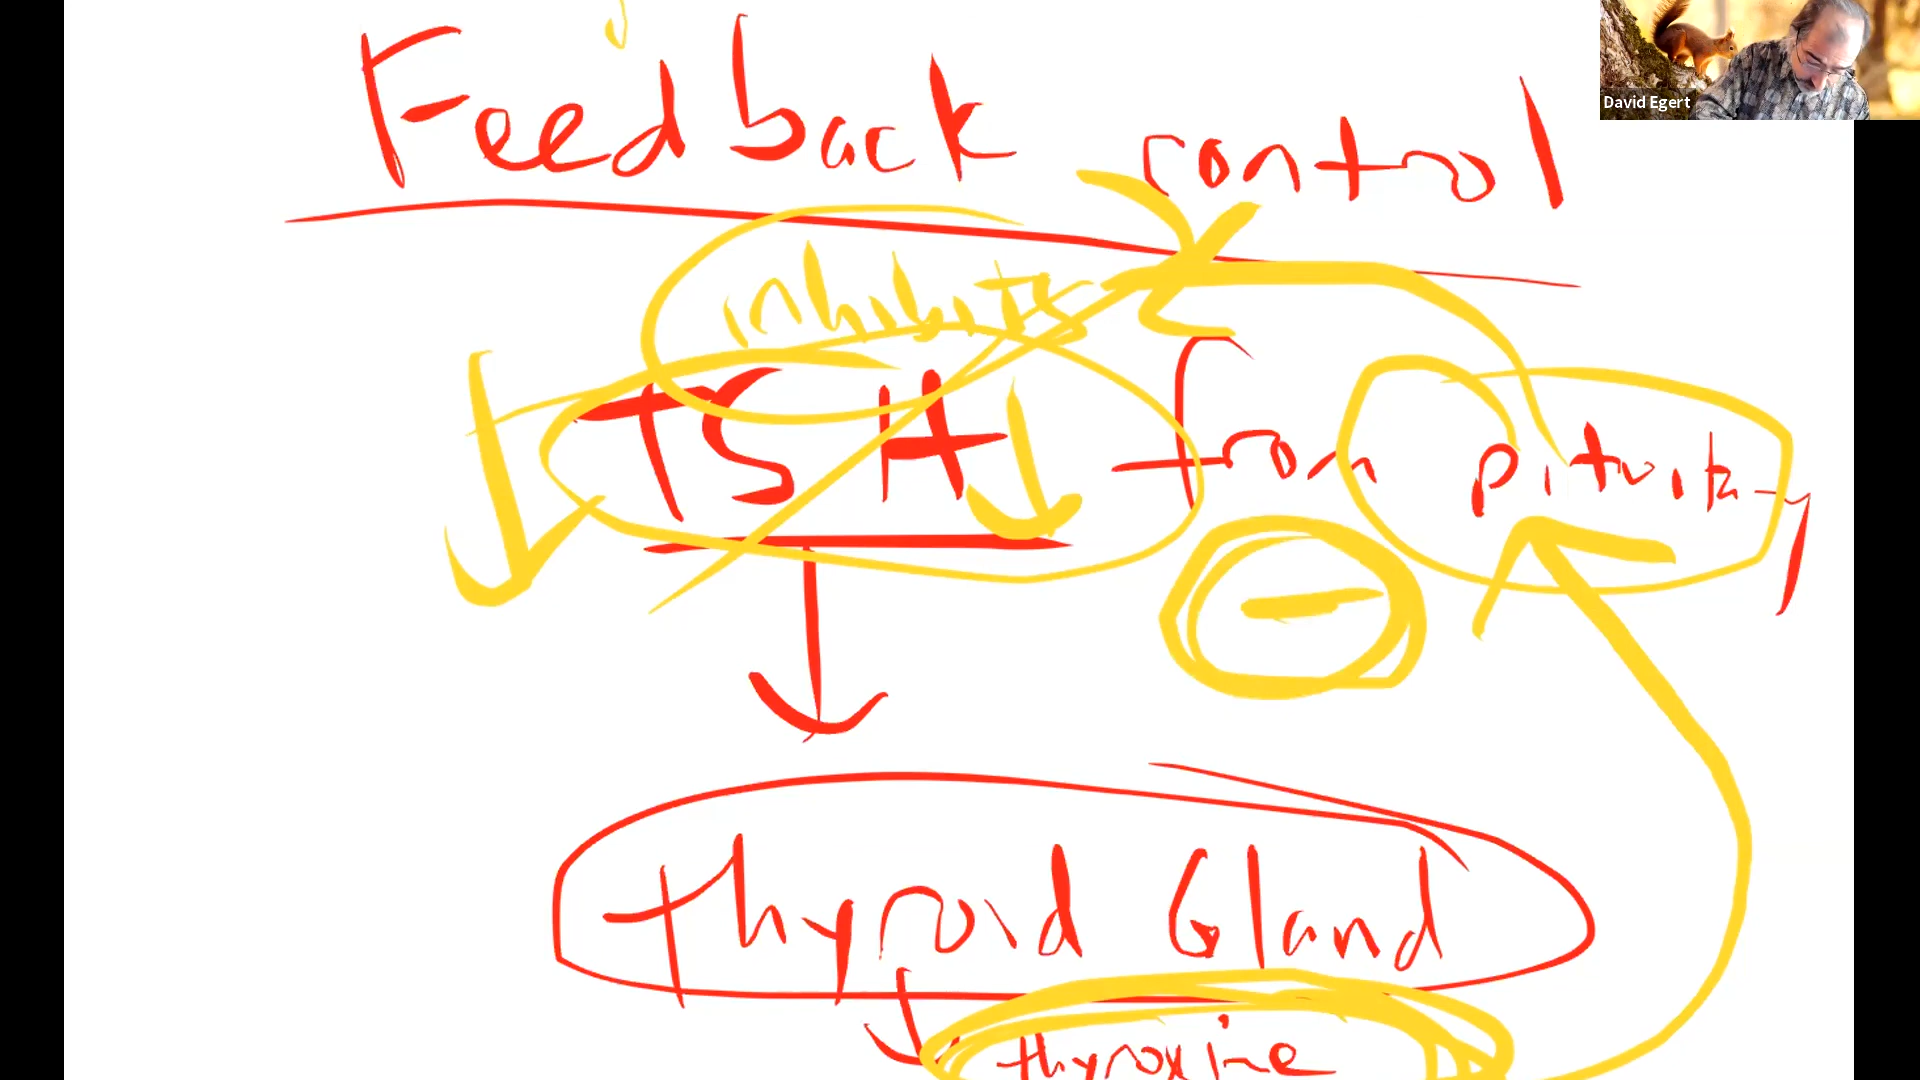 Feedback control
David Egert
inhibits
TSH from pituitary
−
thyroid Gland
thyroxine